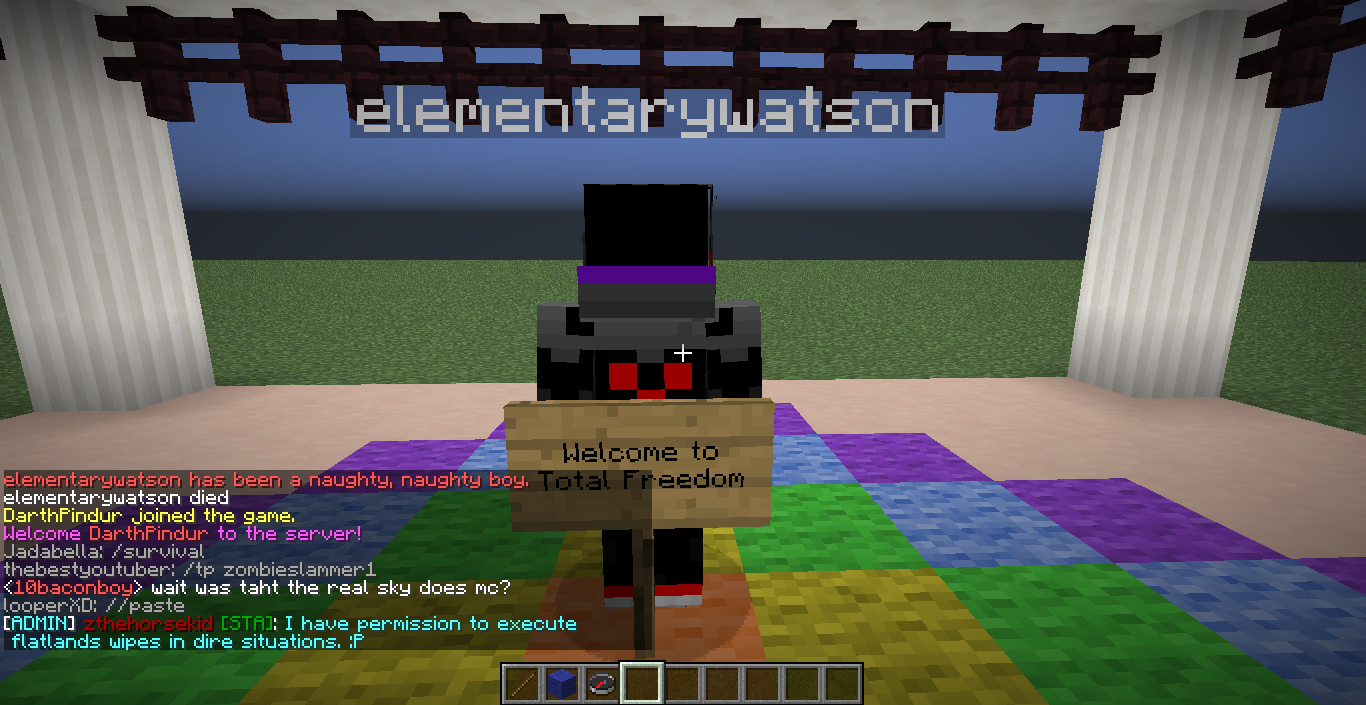 elementarywatson
Welcome to
Total Freedom
elementarywatson has been a naughty, naughty boy.
elementarywatson died
DarthPindur joined the game.
Welcome DarthPindur to the server!
Jadabella: /survival
thebestyoutuber: /tp zombieslammer1
<10baconboy> wait was taht the real sky does mc?
looperXD: //paste
[ADMIN] zthehorsekid [STA]: I have permission to execute
flatlands wipes in dire situations. :P